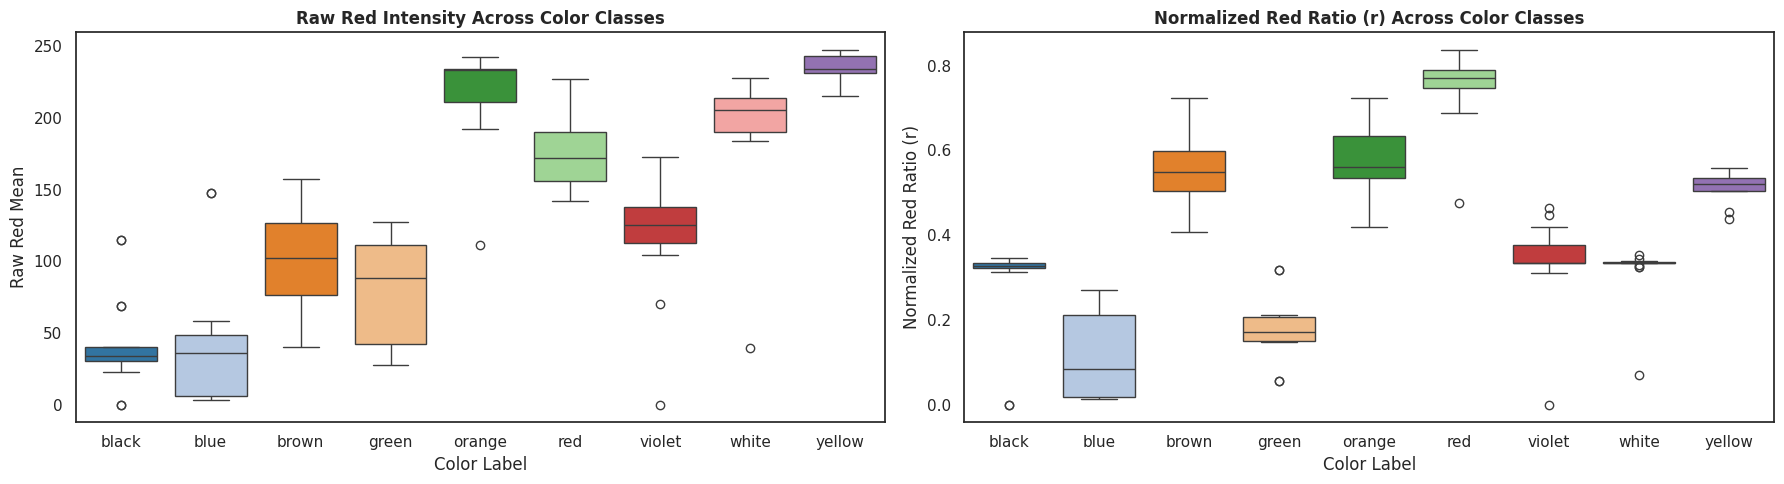 Raw Red Intensity Across Color Classes
Raw Red Mean
250
200
150
100
50
0
black blue brown green orange red violet white yellow
Color Label
Normalized Red Ratio (r) Across Color Classes
Normalized Red Ratio (r)
0.8
0.6
0.4
0.2
0.0
black blue brown green orange red violet white yellow
Color Label